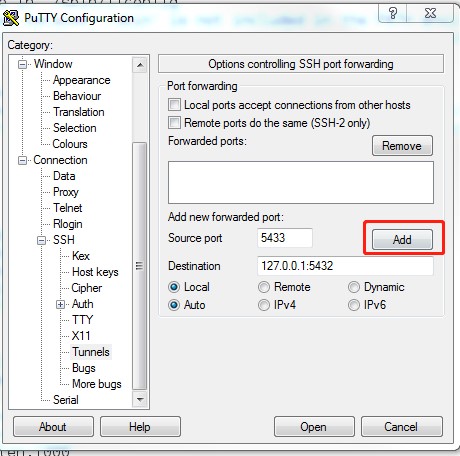 PuTTY Configuration
Category:
Window
Appearance
Behaviour
Translation
Selection
Colours
Connection
Data
Proxy
Telnet
Rlogin
SSH
Kex
Host keys
Cipher
Auth
TTY
X11
Tunnels
Bugs
More bugs
Serial
Options controlling SSH port forwarding
Port forwarding
Local ports accept connections from other hosts
Remote ports do the same (SSH-2 only)
Forwarded ports:
Remove
Add new forwarded port:
Source port 5433 Add
Destination 127.0.0.1:5432
Local Remote Dynamic
Auto IPv4 IPv6
About Help Open Cancel